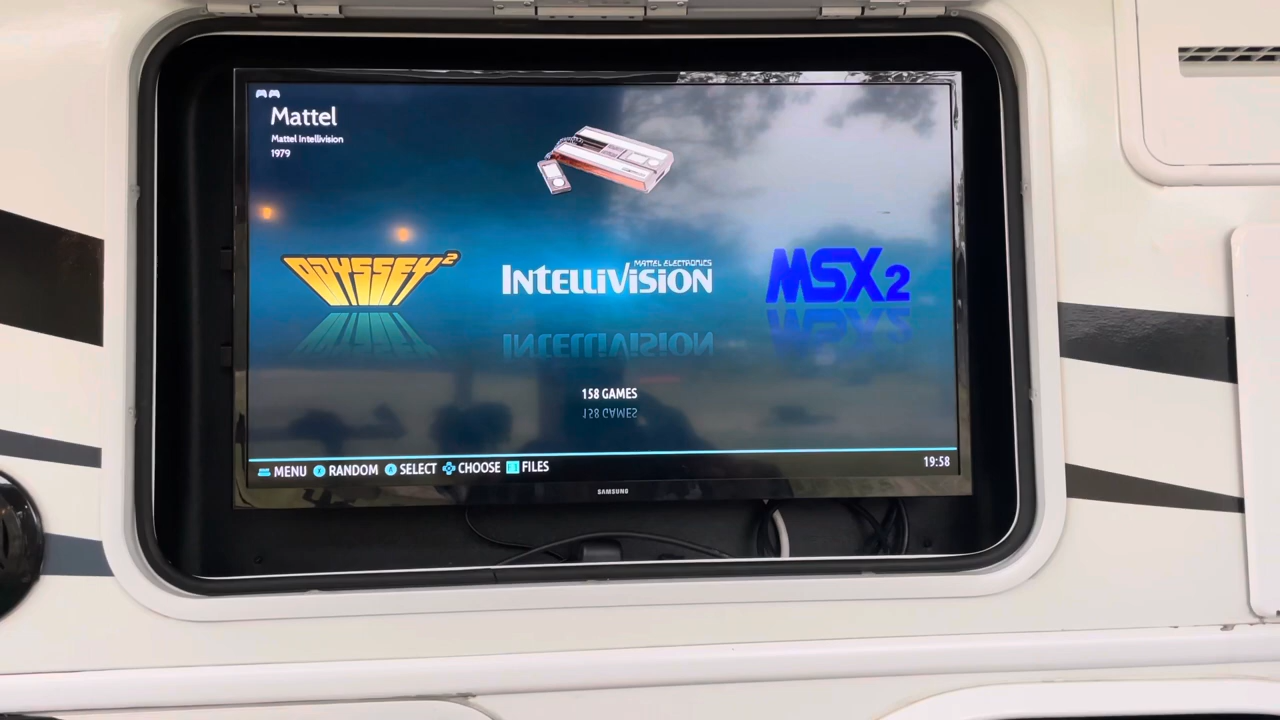 Mattel
Mattel Intellivision
1979
ODYSSEY²
MATTEL ELECTRONICS
INTELLIVISION
MSX2
158 GAMES
MENU RANDOM SELECT CHOOSE FILES
19:58
SAMSUNG